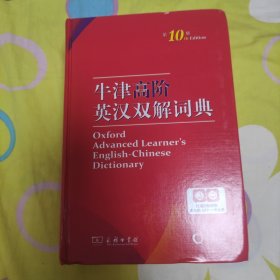 第10版
th Edition
牛津高阶
英汉双解词典
Oxford
Advanced Learner's
English-Chinese
Dictionary
商务印书馆